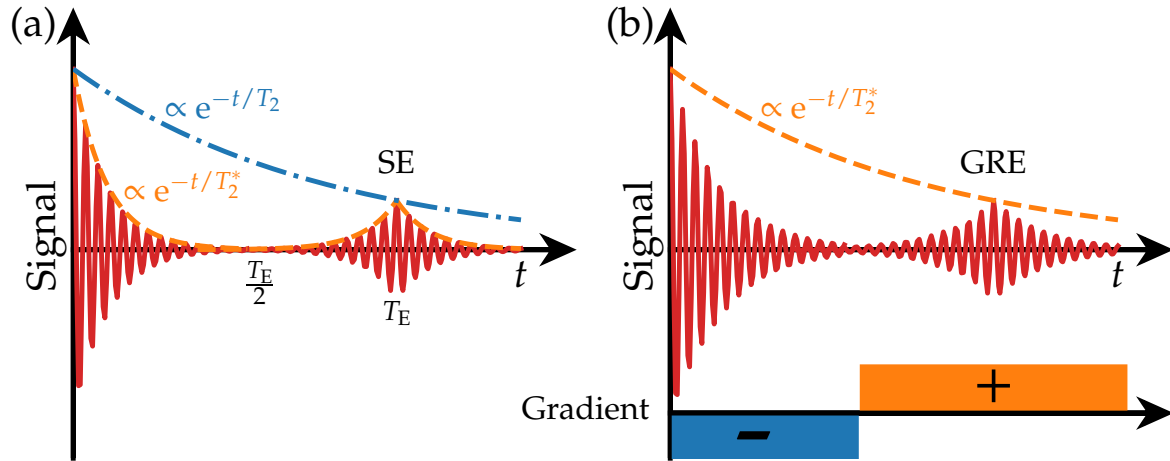 (a)
∝ e^{−t/T_2}
∝ e^{−t/T_2^*}
SE
Signal
T_E/2
T_E
t
(b)
∝ e^{−t/T_2^*}
GRE
Signal
t
+
Gradient
-